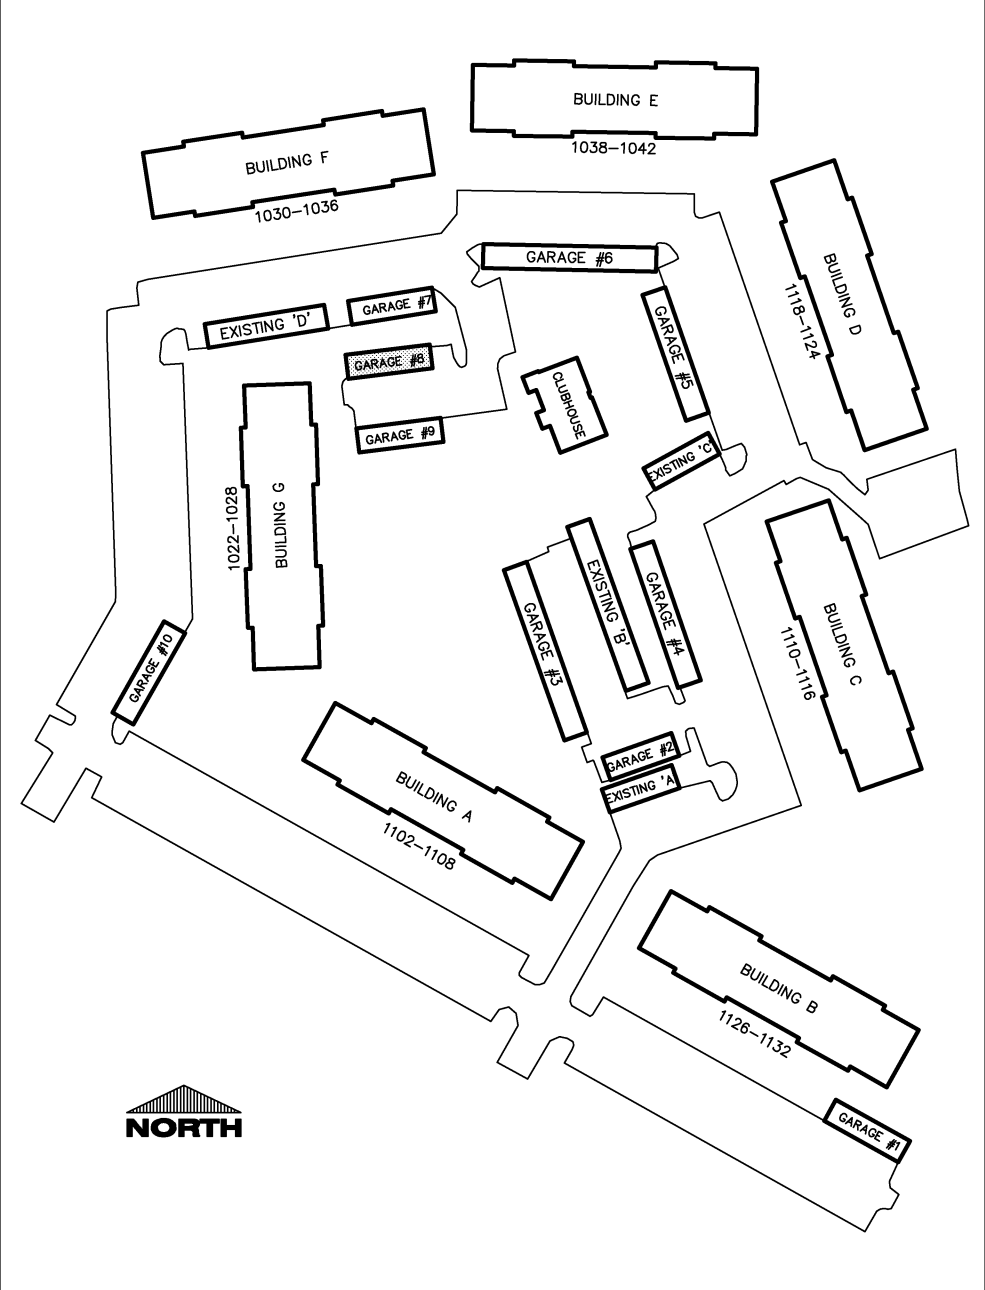 BUILDING E
1038-1042
BUILDING F
1030-1036
GARAGE #6
BUILDING D
1118-1124
GARAGE #7
EXISTING 'D'
GARAGE #5
GARAGE #8
CLUBHOUSE
GARAGE #9
EXISTING 'C'
BUILDING G
1022-1028
EXISTING 'B'
GARAGE #4
GARAGE #3
BUILDING C
1110-1116
GARAGE #10
GARAGE #2
EXISTING 'A'
BUILDING A
1102-1108
BUILDING B
1126-1132
GARAGE #1
NORTH